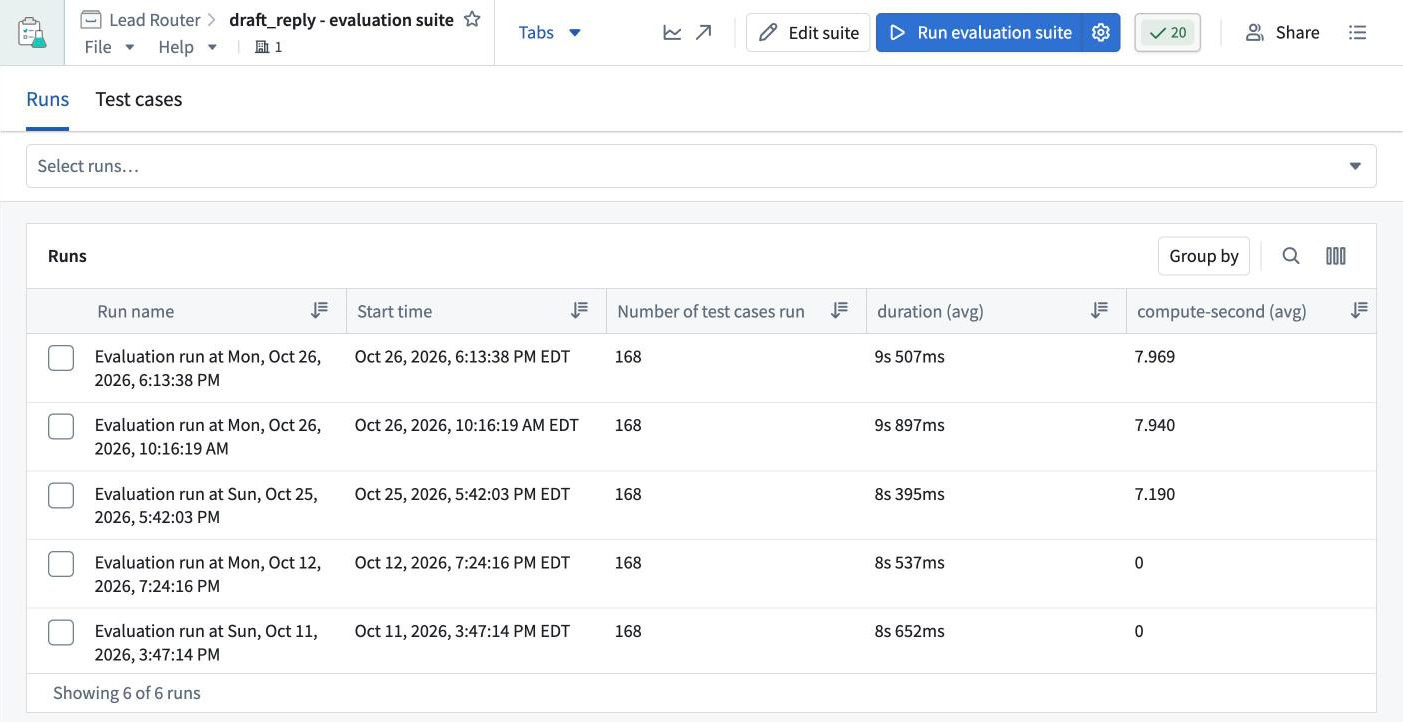 Lead Router
draft_reply - evaluation suite
File
Help
1
Tabs
Edit suite
Run evaluation suite
20
Share
Runs
Test cases
Select runs...
Runs
Group by
Run name
Start time
Number of test cases run
duration (avg)
compute-second (avg)
Evaluation run at Mon, Oct 26,
2026, 6:13:38 PM
Oct 26, 2026, 6:13:38 PM EDT
168
9s 507ms
7.969
Evaluation run at Mon, Oct 26,
2026, 10:16:19 AM
Oct 26, 2026, 10:16:19 AM EDT
168
9s 897ms
7.940
Evaluation run at Sun, Oct 25,
2026, 5:42:03 PM
Oct 25, 2026, 5:42:03 PM EDT
168
8s 395ms
7.190
Evaluation run at Mon, Oct 12,
2026, 7:24:16 PM
Oct 12, 2026, 7:24:16 PM EDT
168
8s 537ms
0
Evaluation run at Sun, Oct 11,
2026, 3:47:14 PM
Oct 11, 2026, 3:47:14 PM EDT
168
8s 652ms
0
Showing 6 of 6 runs